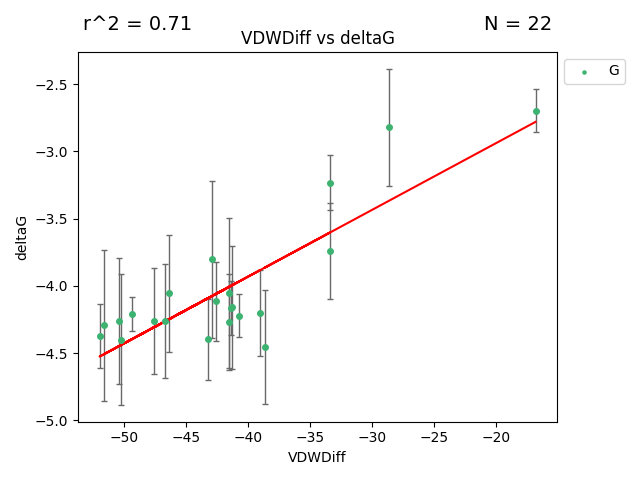 r^2 = 0.71
N = 22
VDWDiff vs deltaG
G
−2.5
−3.0
−3.5
−4.0
−4.5
−5.0
deltaG
−50
−45
−40
−35
−30
−25
−20
VDWDiff